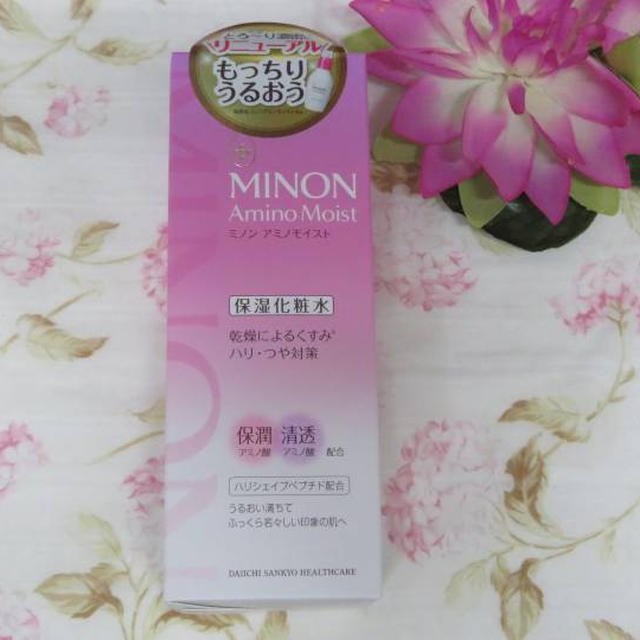 とろ～り濃密
リニューアル
もっちり
うるおう
MINON
Amino Moist
ミノン アミノモイスト
保湿化粧水
乾燥によるくすみ*
ハリ・つや対策
保潤 清透
アミノ酸 アミノ酸 配合
ハリシェイプペプチド配合
うるおい満ちて
ふっくら若々しい印象の肌へ
DAIICHI SANKYO HEALTHCARE
MINON